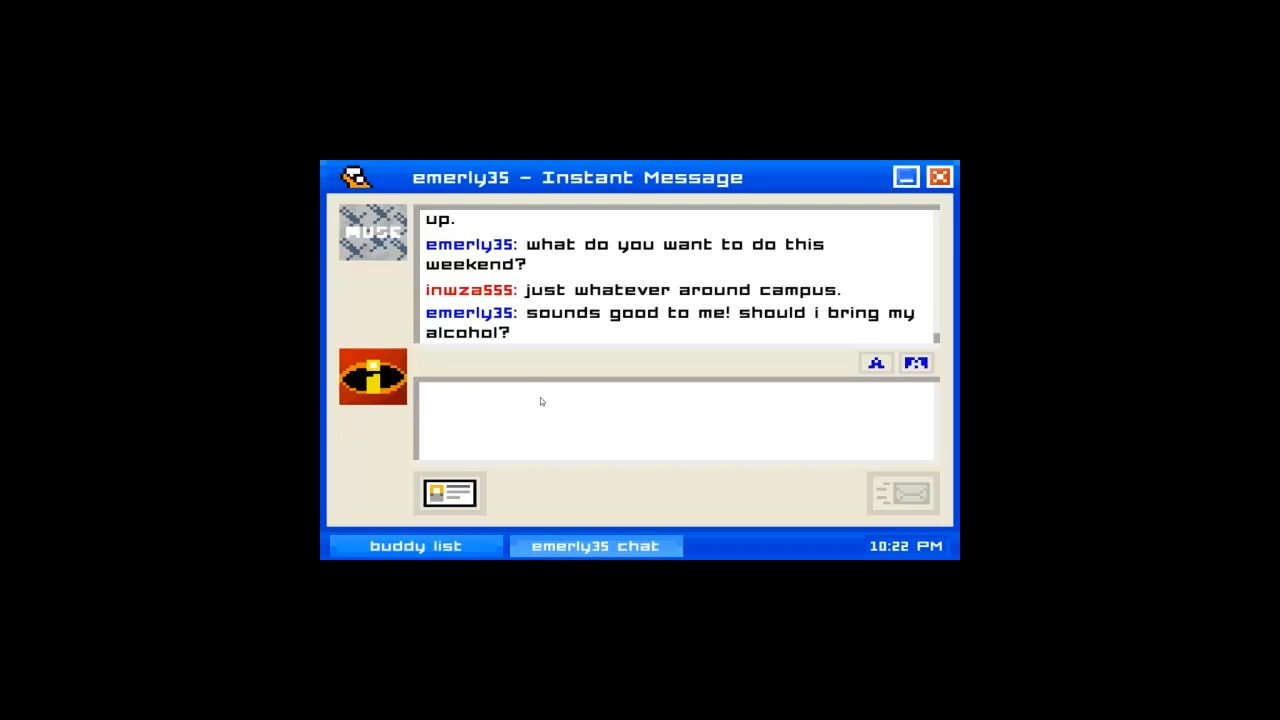 emerly35 - Instant Message
MUSE
up.
emerly35: what do you want to do this
weekend?
inwza555: just whatever around campus.
emerly35: sounds good to me! should i bring my
alcohol?
A
buddy list
emerly35 chat
10:22 PM